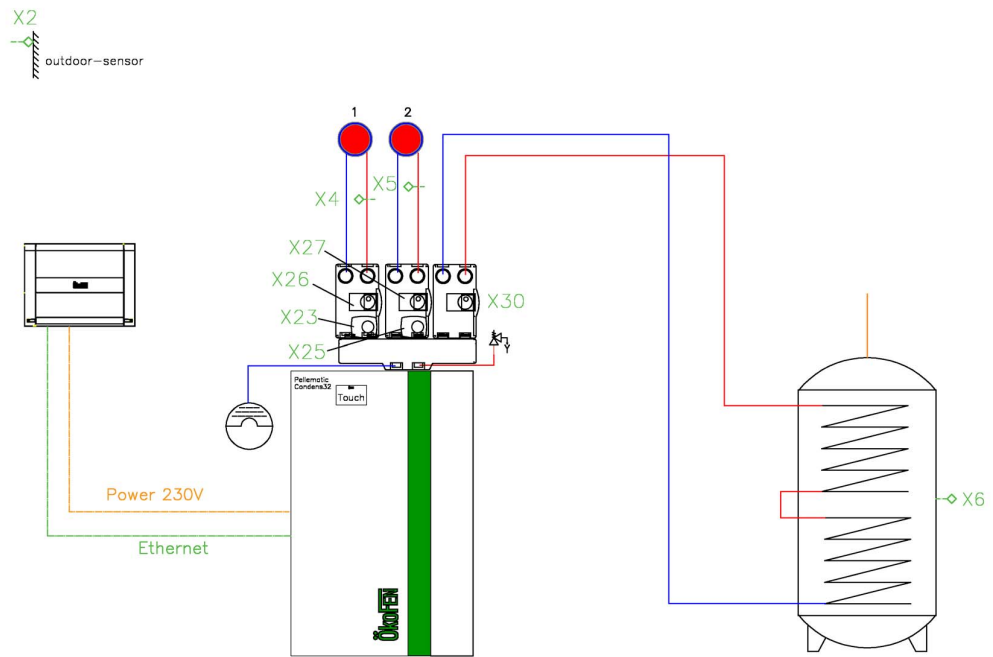 X2
outdoor-sensor
1
2
X4
X5
X27
X26
X30
X23
X25
Pellematic
Condens32
Touch
Power 230V
X6
Ethernet
ÖkoFEN